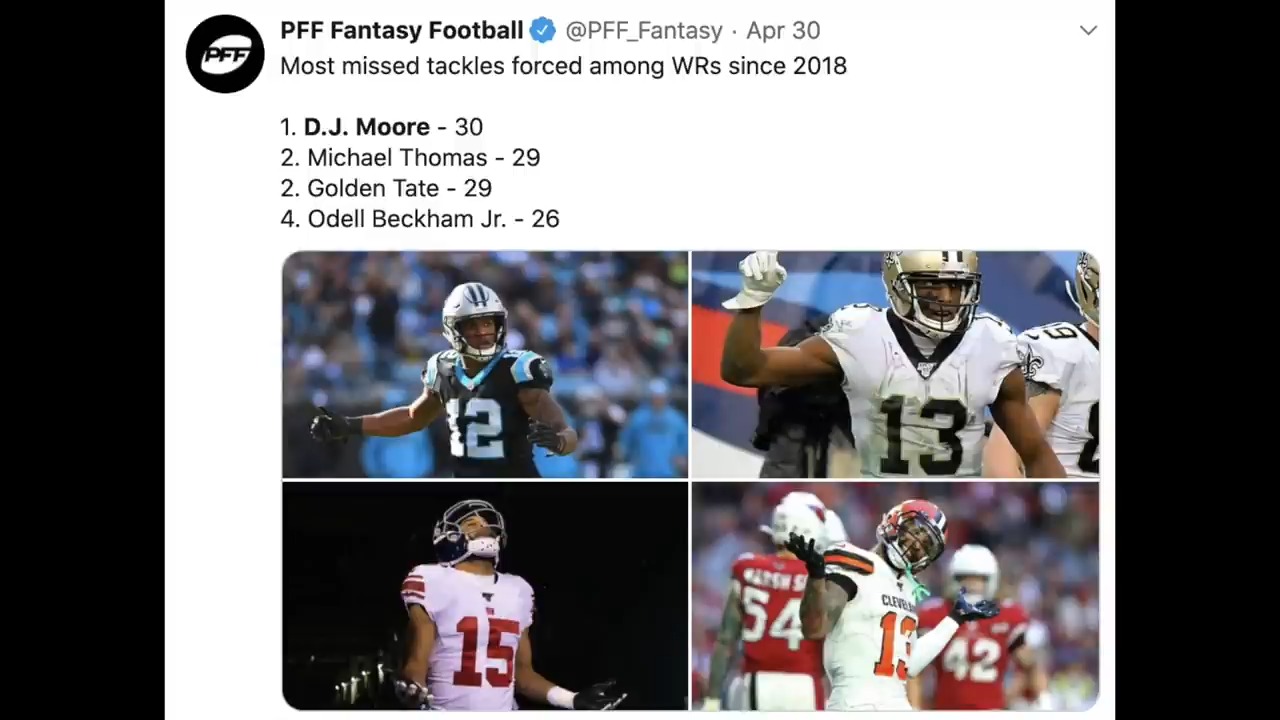 PFF
PFF Fantasy Football @PFF_Fantasy · Apr 30
Most missed tackles forced among WRs since 2018
1. D.J. Moore - 30
2. Michael Thomas - 29
2. Golden Tate - 29
4. Odell Beckham Jr. - 26
12
13
15
54
CLEVEL
13
42